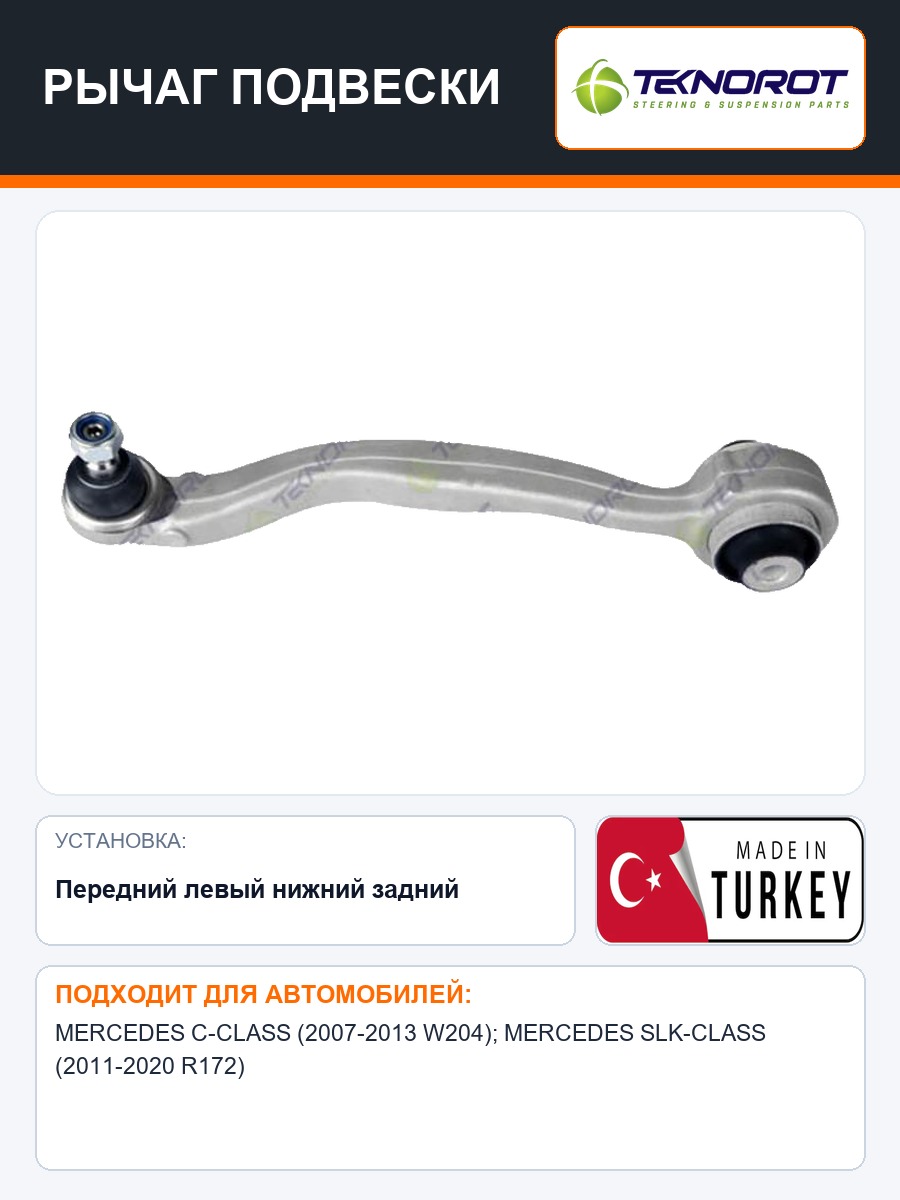 РЫЧАГ ПОДВЕСКИ
TEKNOROT
STEERING & SUSPENSION PARTS
УСТАНОВКА:
Передний левый нижний задний
MADE IN
TURKEY
ПОДХОДИТ ДЛЯ АВТОМОБИЛЕЙ:
MERCEDES C-CLASS (2007-2013 W204); MERCEDES SLK-CLASS
(2011-2020 R172)